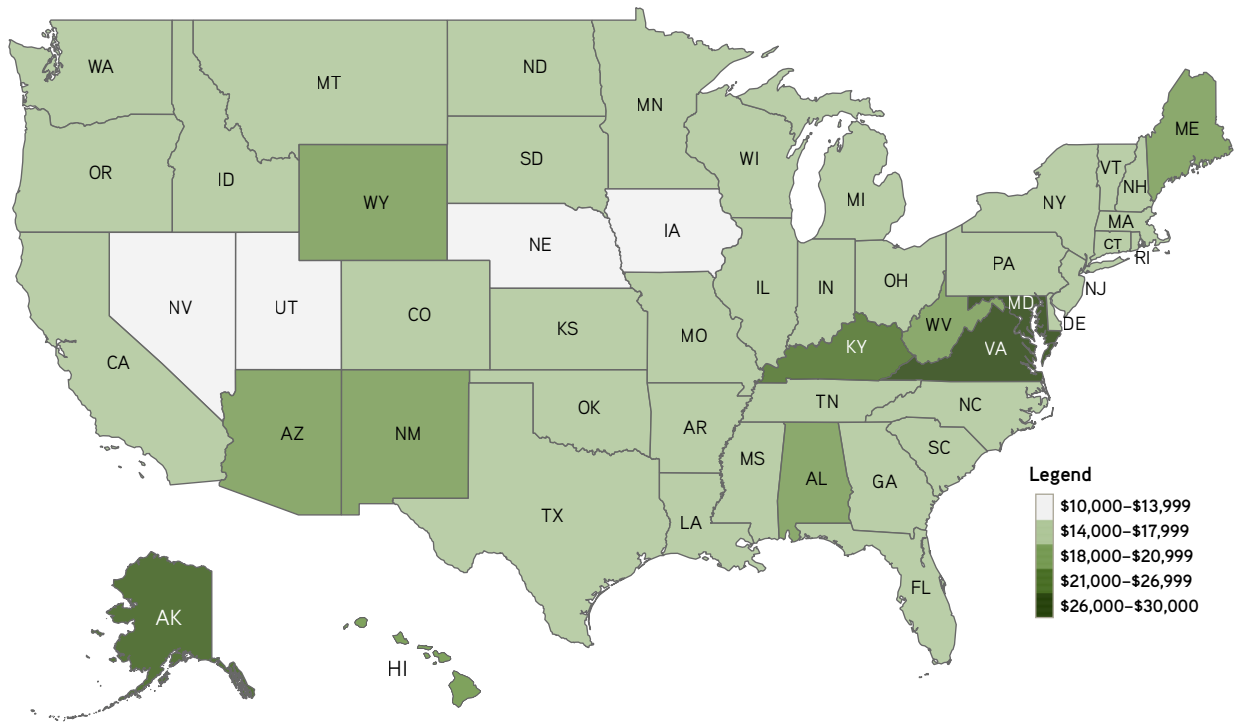 WA
MT
ND
MN
OR
ID
WY
SD
WI
MI
ME
VT
NH
NY
MA
CT
RI
NV
UT
CO
NE
IA
KS
MO
IL
IN
OH
PA
NJ
MD
DE
WV
VA
KY
CA
AZ
NM
OK
AR
TN
NC
SC
MS
AL
GA
TX
LA
FL
AK
HI
Legend
$10,000–$13,999
$14,000–$17,999
$18,000–$20,999
$21,000–$26,999
$26,000–$30,000